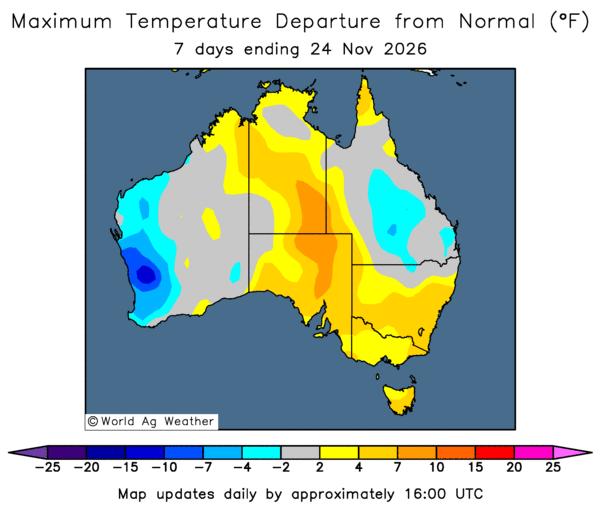 Maximum Temperature Departure from Normal (°F)
7 days ending 24 Nov 2026
©World Ag Weather
-25 -20 -15 -10 -7 -4 -2 2 4 7 10 15 20 25
Map updates daily by approximately 16:00 UTC